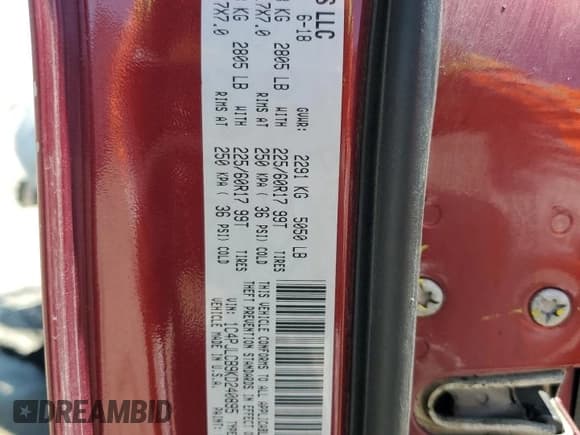 S LLC
6-18
GVWR: 2291 KG 5050 LB
KG 2805 LB WITH 225/60R17 99T TIRES
7X7.0 RIMS AT 250 KPA ( 36 PSI) COLD
KG 2805 LB WITH 225/60R17 99T TIRES
7X7.0 RIMS AT 250 KPA ( 36 PSI) COLD
THIS VEHICLE CONFORMS TO ALL APPLICABLE
THEFT PREVENTION STANDARDS IN EFFECT
VIN: 1C4PJLCB9KD240895
VEHICLE MADE IN U.S.A.
DREAMBID